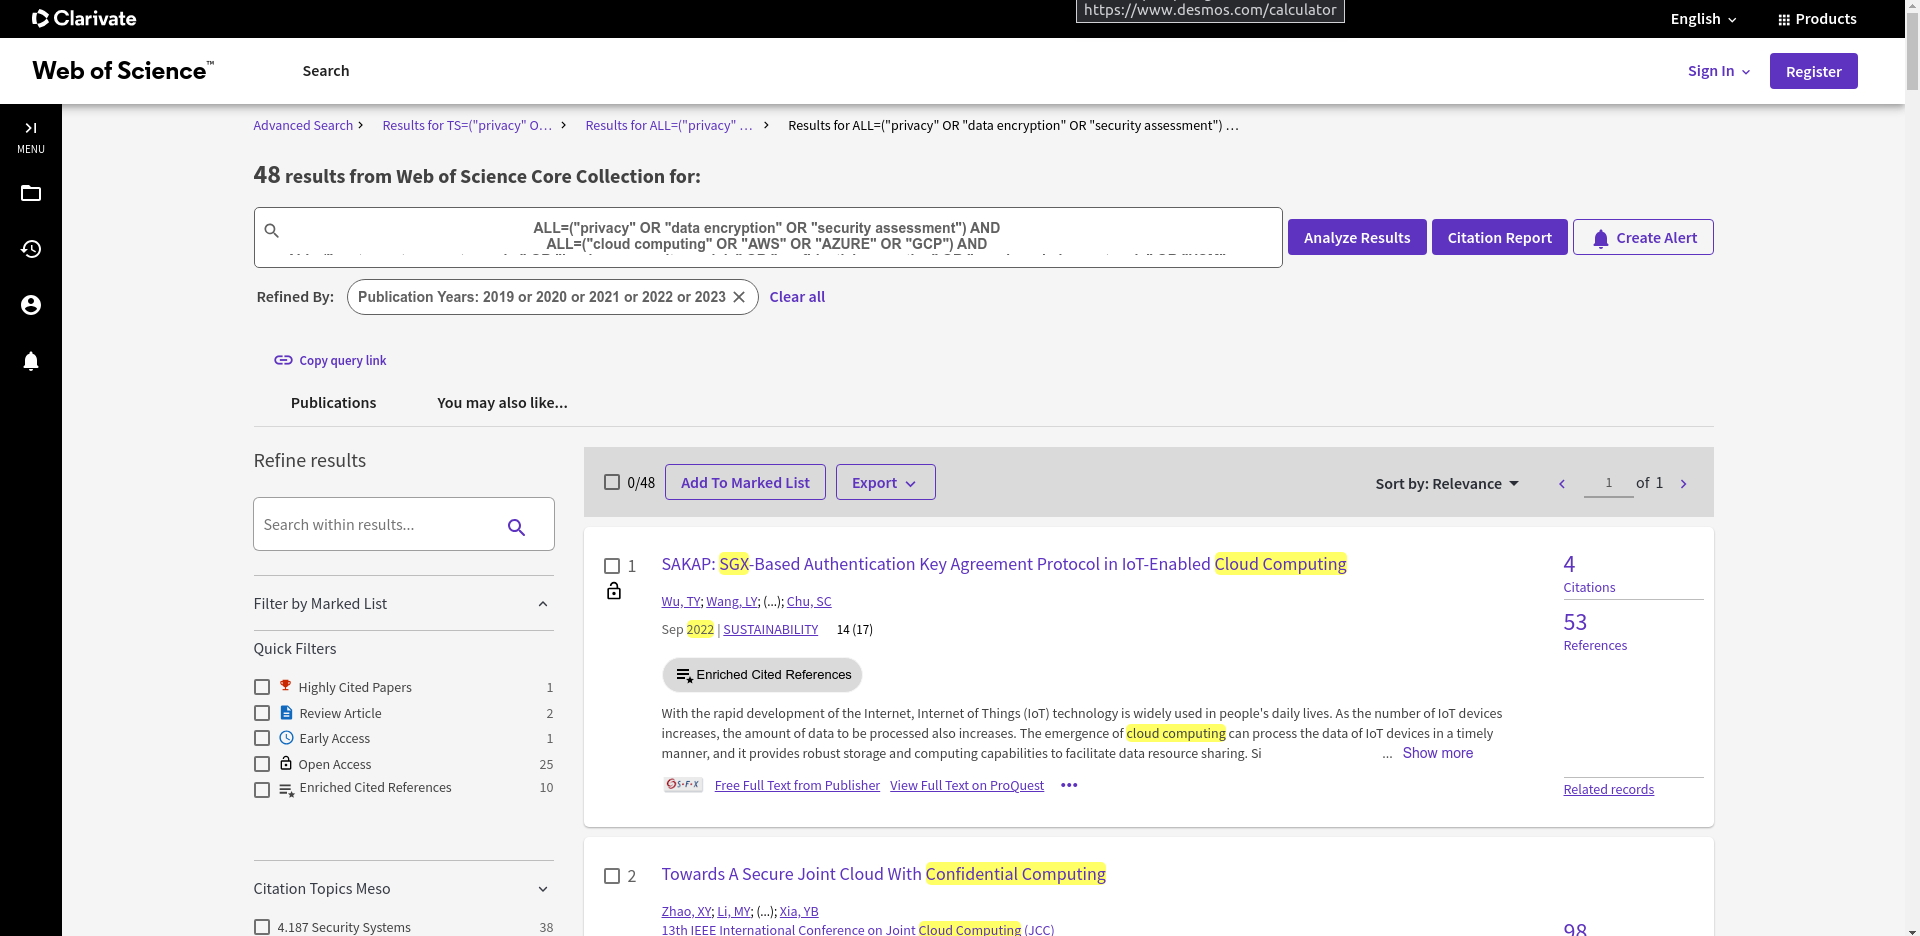 https://www.desmos.com/calculator
Clarivate
English
Products
Web of Science™
Search
Sign In
Register
MENU
Advanced Search
Results for TS=("privacy" O…
Results for ALL=("privacy" …
Results for ALL=("privacy" OR "data encryption" OR "security assessment") …
48 results from Web of Science Core Collection for:
ALL=("privacy" OR "data encryption" OR "security assessment") AND
ALL=("cloud computing" OR "AWS" OR "AZURE" OR "GCP") AND
Analyze Results
Citation Report
Create Alert
Refined By:
Publication Years: 2019 or 2020 or 2021 or 2022 or 2023
Clear all
Copy query link
Publications
You may also like...
Refine results
Search within results...
Filter by Marked List
Quick Filters
Highly Cited Papers 1
Review Article 2
Early Access 1
Open Access 25
Enriched Cited References 10
Citation Topics Meso
4.187 Security Systems 38
0/48
Add To Marked List
Export
Sort by: Relevance
1 of 1
1
SAKAP: SGX-Based Authentication Key Agreement Protocol in IoT-Enabled Cloud Computing
Wu, TY; Wang, LY; (...); Chu, SC
Sep 2022 | SUSTAINABILITY 14 (17)
Enriched Cited References
With the rapid development of the Internet, Internet of Things (IoT) technology is widely used in people's daily lives. As the number of IoT devices
increases, the amount of data to be processed also increases. The emergence of cloud computing can process the data of IoT devices in a timely
manner, and it provides robust storage and computing capabilities to facilitate data resource sharing. Si ... Show more
S·F·X
Free Full Text from Publisher
View Full Text on ProQuest
4
Citations
53
References
Related records
2
Towards A Secure Joint Cloud With Confidential Computing
Zhao, XY; Li, MY; (...); Xia, YB
13th IEEE International Conference on Joint Cloud Computing (JCC)
98